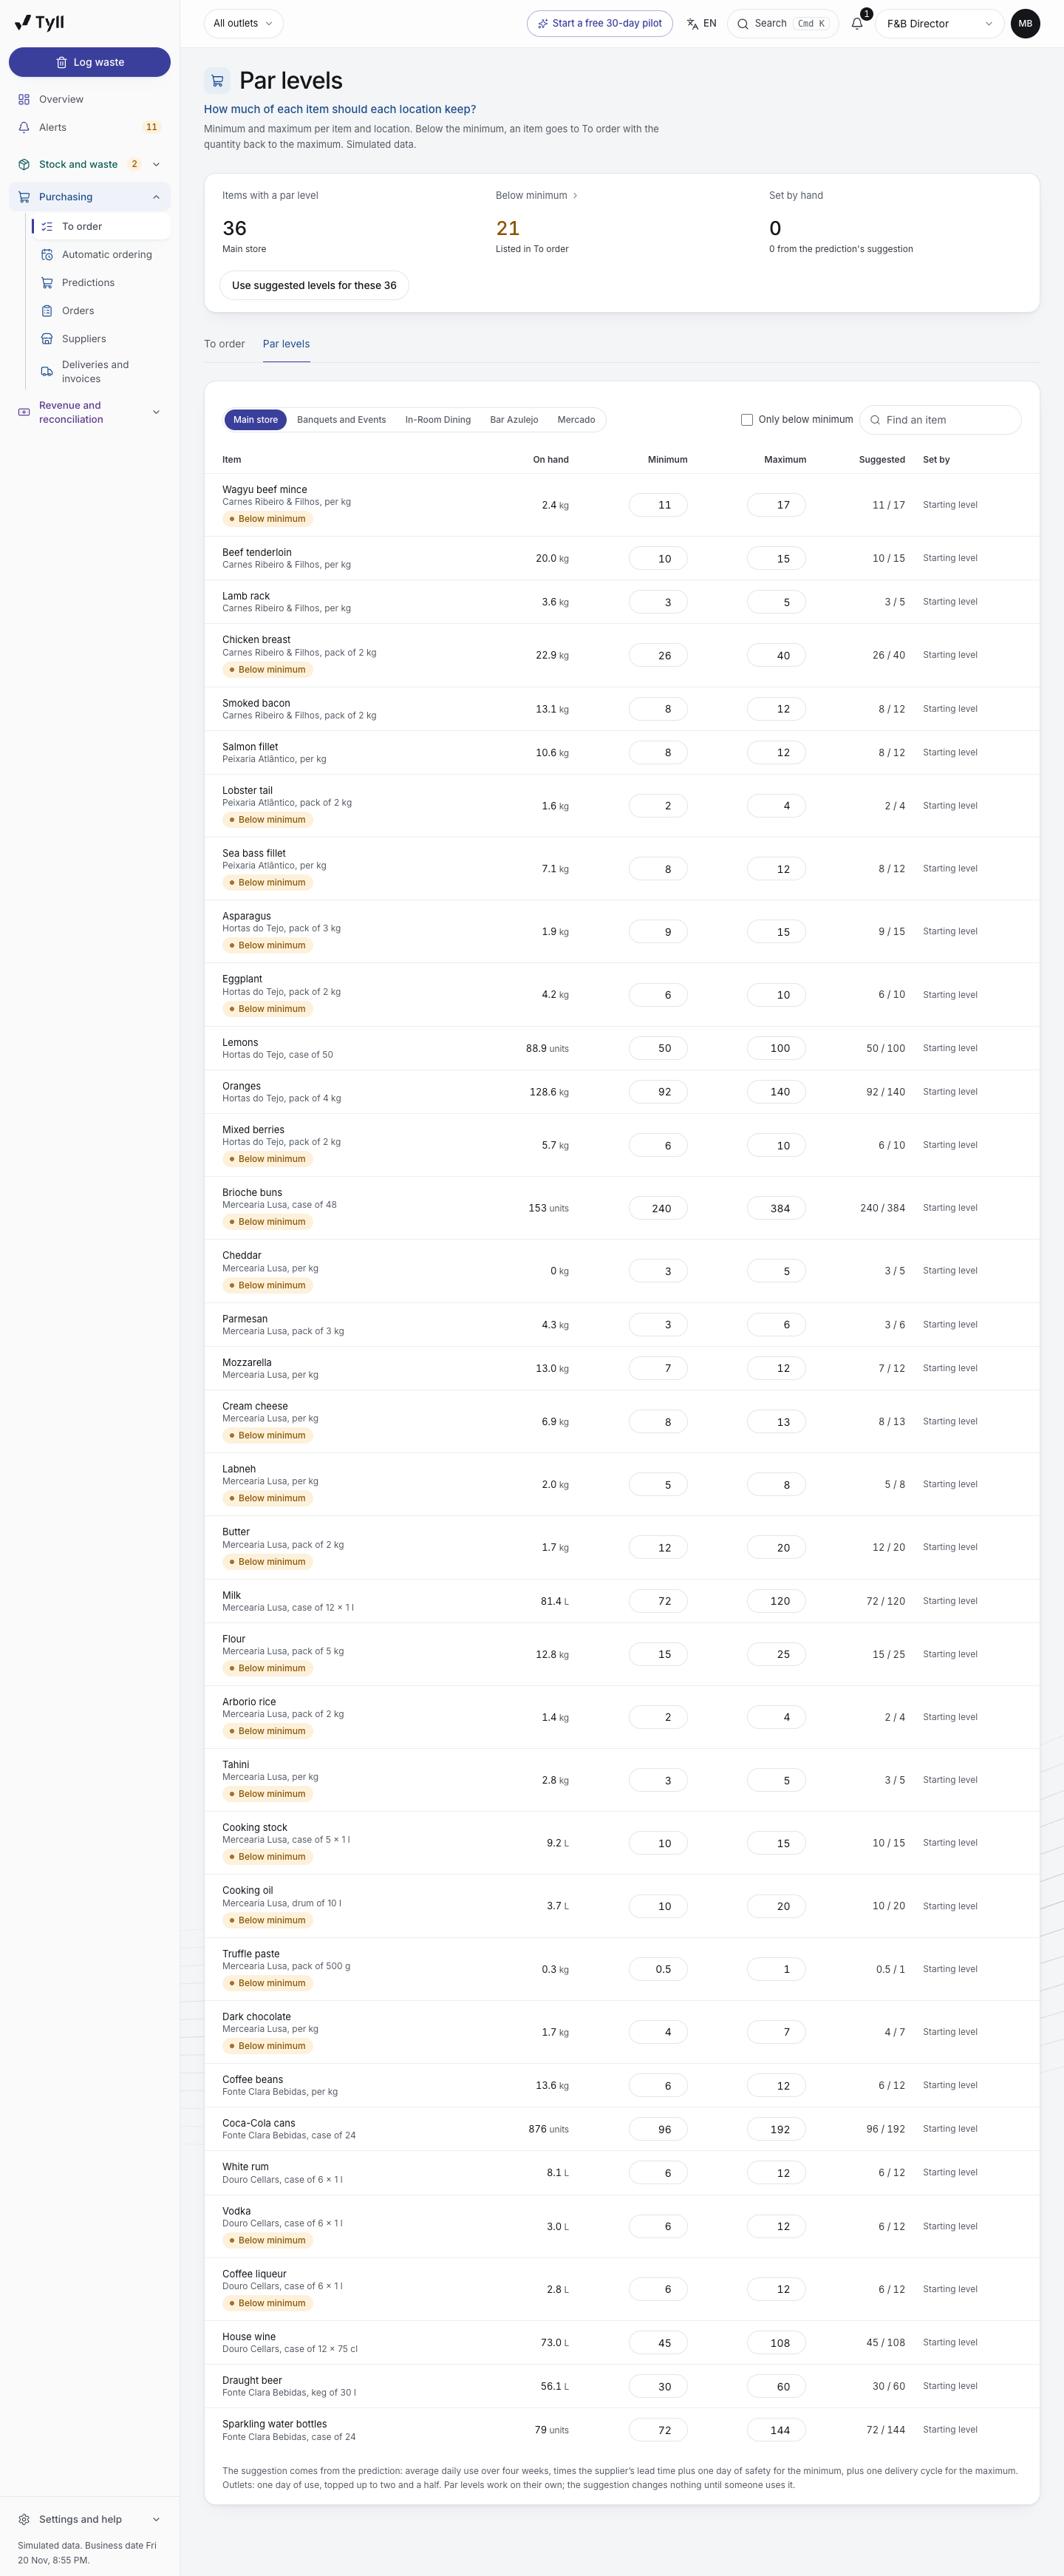 Tyll
Log waste
Overview
Alerts 11
Stock and waste 2
Purchasing
To order
Automatic ordering
Predictions
Orders
Suppliers
Deliveries and
invoices
Revenue and
reconciliation
All outlets
Start a free 30-day pilot
EN
Search Cmd K
1
F&B Director
MB
Par levels
How much of each item should each location keep?
Minimum and maximum per item and location. Below the minimum, an item goes to To order with the
quantity back to the maximum. Simulated data.
Items with a par level
36
Main store
Below minimum
21
Listed in To order
Set by hand
0
0 from the prediction's suggestion
Use suggested levels for these 36
To order Par levels
Main store Banquets and Events In-Room Dining Bar Azulejo Mercado
Only below minimum
Find an item
Item On hand Minimum Maximum Suggested Set by
Wagyu beef mince
Carnes Ribeiro & Filhos, per kg
Below minimum
2.4 kg 11 17 11 / 17 Starting level
Beef tenderloin
Carnes Ribeiro & Filhos, per kg
20.0 kg 10 15 10 / 15 Starting level
Lamb rack
Carnes Ribeiro & Filhos, per kg
3.6 kg 3 5 3 / 5 Starting level
Chicken breast
Carnes Ribeiro & Filhos, pack of 2 kg
Below minimum
22.9 kg 26 40 26 / 40 Starting level
Smoked bacon
Carnes Ribeiro & Filhos, pack of 2 kg
13.1 kg 8 12 8 / 12 Starting level
Salmon fillet
Peixaria Atlântico, per kg
10.6 kg 8 12 8 / 12 Starting level
Lobster tail
Peixaria Atlântico, pack of 2 kg
Below minimum
1.6 kg 2 4 2 / 4 Starting level
Sea bass fillet
Peixaria Atlântico, per kg
Below minimum
7.1 kg 8 12 8 / 12 Starting level
Asparagus
Hortas do Tejo, pack of 3 kg
Below minimum
1.9 kg 9 15 9 / 15 Starting level
Eggplant
Hortas do Tejo, pack of 2 kg
Below minimum
4.2 kg 6 10 6 / 10 Starting level
Lemons
Hortas do Tejo, case of 50
88.9 units 50 100 50 / 100 Starting level
Oranges
Hortas do Tejo, pack of 4 kg
128.6 kg 92 140 92 / 140 Starting level
Mixed berries
Hortas do Tejo, pack of 2 kg
Below minimum
5.7 kg 6 10 6 / 10 Starting level
Brioche buns
Mercearia Lusa, case of 48
Below minimum
153 units 240 384 240 / 384 Starting level
Cheddar
Mercearia Lusa, per kg
Below minimum
0 kg 3 5 3 / 5 Starting level
Parmesan
Mercearia Lusa, pack of 3 kg
4.3 kg 3 6 3 / 6 Starting level
Mozzarella
Mercearia Lusa, per kg
13.0 kg 7 12 7 / 12 Starting level
Cream cheese
Mercearia Lusa, per kg
Below minimum
6.9 kg 8 13 8 / 13 Starting level
Labneh
Mercearia Lusa, per kg
Below minimum
2.0 kg 5 8 5 / 8 Starting level
Butter
Mercearia Lusa, pack of 2 kg
Below minimum
1.7 kg 12 20 12 / 20 Starting level
Milk
Mercearia Lusa, case of 12 × 1 l
81.4 L 72 120 72 / 120 Starting level
Flour
Mercearia Lusa, pack of 5 kg
Below minimum
12.8 kg 15 25 15 / 25 Starting level
Arborio rice
Mercearia Lusa, pack of 2 kg
Below minimum
1.4 kg 2 4 2 / 4 Starting level
Tahini
Mercearia Lusa, per kg
Below minimum
2.8 kg 3 5 3 / 5 Starting level
Cooking stock
Mercearia Lusa, case of 5 × 1 l
Below minimum
9.2 L 10 15 10 / 15 Starting level
Cooking oil
Mercearia Lusa, drum of 10 l
Below minimum
3.7 L 10 20 10 / 20 Starting level
Truffle paste
Mercearia Lusa, pack of 500 g
Below minimum
0.3 kg 0.5 1 0.5 / 1 Starting level
Dark chocolate
Mercearia Lusa, per kg
Below minimum
1.7 kg 4 7 4 / 7 Starting level
Coffee beans
Fonte Clara Bebidas, per kg
13.6 kg 6 12 6 / 12 Starting level
Coca-Cola cans
Fonte Clara Bebidas, case of 24
876 units 96 192 96 / 192 Starting level
White rum
Douro Cellars, case of 6 × 1 l
8.1 L 6 12 6 / 12 Starting level
Vodka
Douro Cellars, case of 6 × 1 l
Below minimum
3.0 L 6 12 6 / 12 Starting level
Coffee liqueur
Douro Cellars, case of 6 × 1 l
Below minimum
2.8 L 6 12 6 / 12 Starting level
House wine
Douro Cellars, case of 12 × 75 cl
73.0 L 45 108 45 / 108 Starting level
Draught beer
Fonte Clara Bebidas, keg of 30 l
56.1 L 30 60 30 / 60 Starting level
Sparkling water bottles
Fonte Clara Bebidas, case of 24
79 units 72 144 72 / 144 Starting level
The suggestion comes from the prediction: average daily use over four weeks, times the supplier's lead time plus one day of safety for the minimum, plus one delivery cycle for the maximum.
Outlets: one day of use, topped up to two and a half. Par levels work on their own; the suggestion changes nothing until someone uses it.
Settings and help
Simulated data. Business date Fri
20 Nov, 8:55 PM.